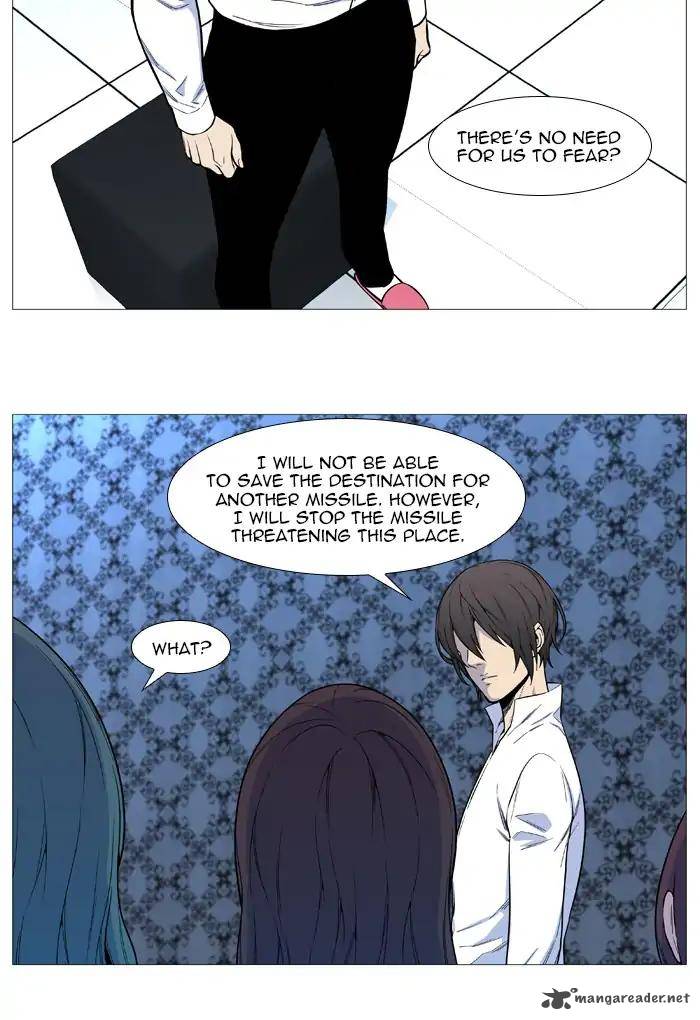 THERE'S NO NEED
FOR US TO FEAR?
I WILL NOT BE ABLE
TO SAVE THE DESTINATION FOR
ANOTHER MISSILE. HOWEVER,
I WILL STOP THE MISSILE
THREATENING THIS PLACE.
WHAT?
mangareader.net